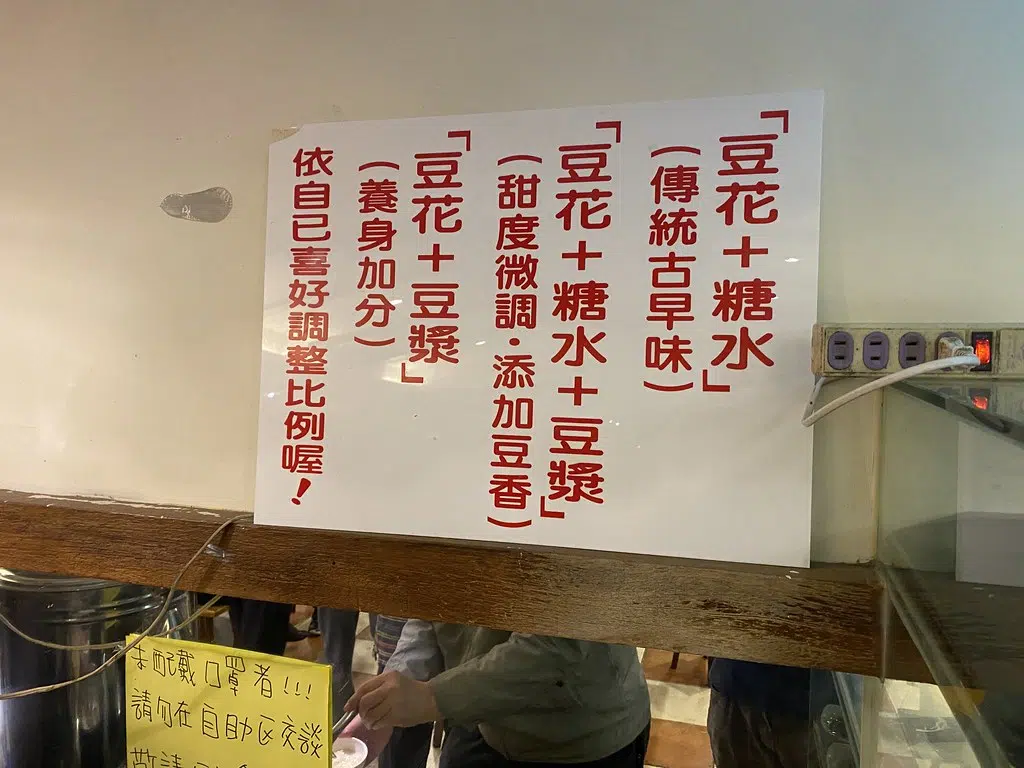 「豆花+糖水」
(傳統古早味)
「豆花+糖水+豆漿」
(甜度微調·添加豆香)
「豆花+豆漿」
(養身加分)
依自已喜好調整比例喔!
未配戴口罩者!!!
請勿在自助区交談
敬請